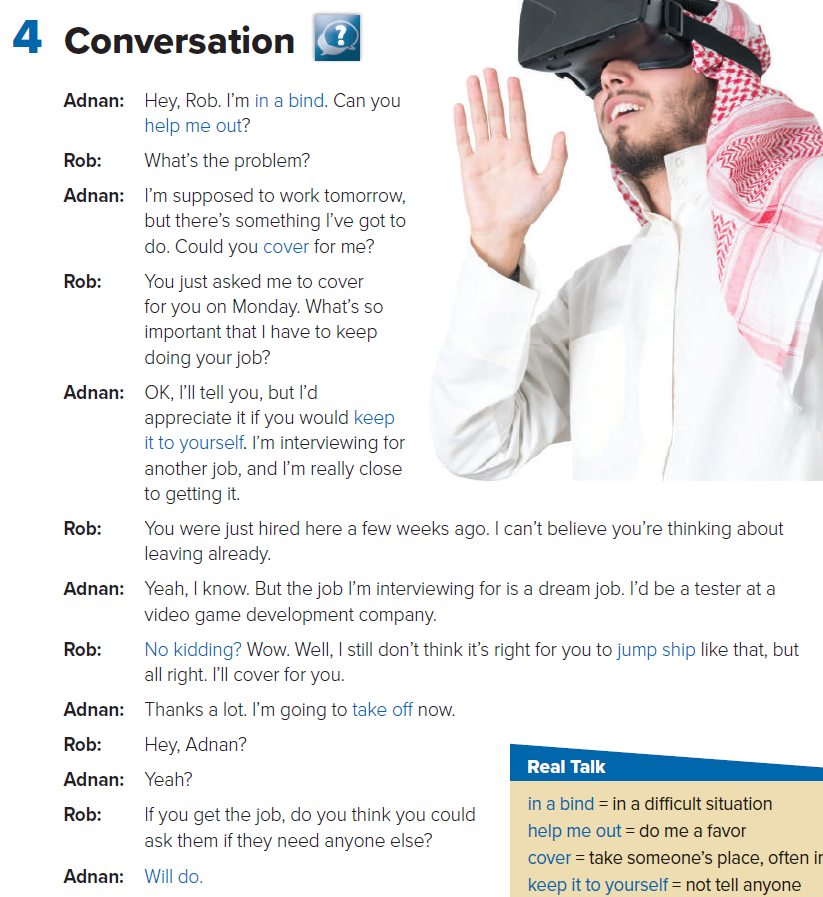 4 Conversation ?
Adnan: Hey, Rob. I'm in a bind. Can you
help me out?
Rob: What's the problem?
Adnan: I'm supposed to work tomorrow,
but there's something I've got to
do. Could you cover for me?
Rob: You just asked me to cover
for you on Monday. What's so
important that I have to keep
doing your job?
Adnan: OK, I'll tell you, but I'd
appreciate it if you would keep
it to yourself. I'm interviewing for
another job, and I'm really close
to getting it.
Rob: You were just hired here a few weeks ago. I can't believe you're thinking about
leaving already.
Adnan: Yeah, I know. But the job I'm interviewing for is a dream job. I'd be a tester at a
video game development company.
Rob: No kidding? Wow. Well, I still don't think it's right for you to jump ship like that, but
all right. I'll cover for you.
Adnan: Thanks a lot. I'm going to take off now.
Rob: Hey, Adnan?
Adnan: Yeah?
Rob: If you get the job, do you think you could
ask them if they need anyone else?
Adnan: Will do.
Real Talk
in a bind = in a difficult situation
help me out = do me a favor
cover = take someone's place, often in
keep it to yourself = not tell anyone